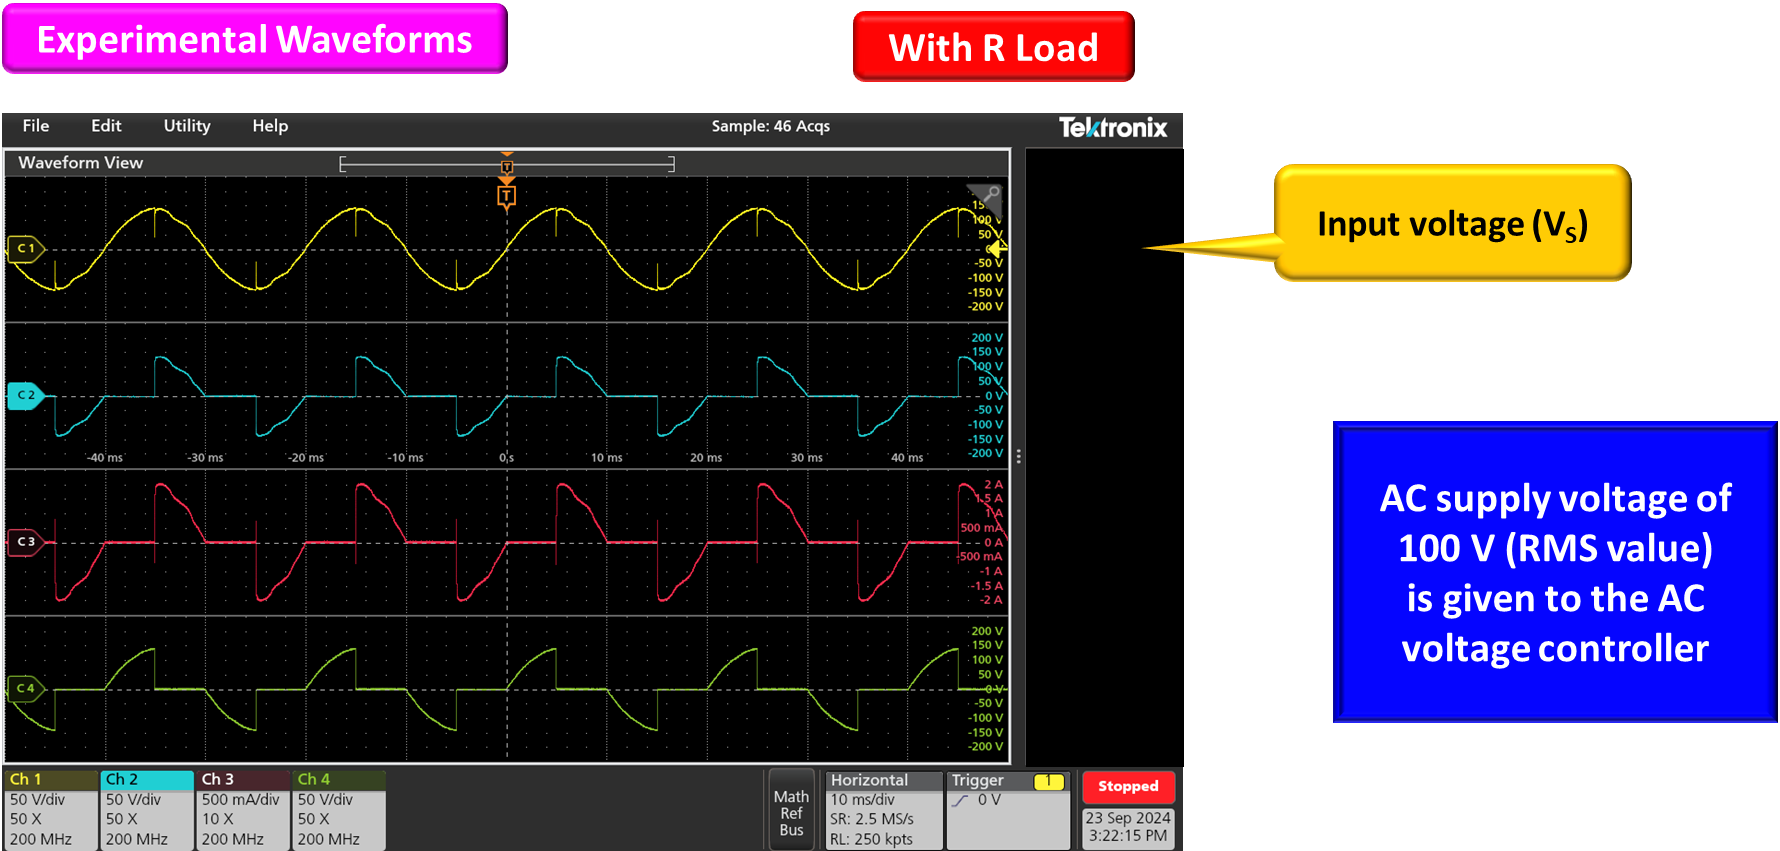 Experimental Waveforms
With R Load
File Edit Utility Help Sample: 46 Acqs Tektronix
Waveform View
T
T
C 1
100 V
50 V
-50 V
-100 V
-150 V
-200 V
Input voltage (VS)
C 2
200 V
150 V
100 V
50 V
0 V
-50 V
-100 V
-150 V
-200 V
-40 ms -30 ms -20 ms -10 ms 0 s 10 ms 20 ms 30 ms 40 ms
C 3
2 A
1.5 A
1 A
500 mA
0 A
-500 mA
-1 A
-1.5 A
-2 A
C 4
200 V
150 V
100 V
50 V
0 V
-50 V
-100 V
-150 V
-200 V
AC supply voltage of
100 V (RMS value)
is given to the AC
voltage controller
Ch 1
50 V/div
50 X
200 MHz
Ch 2
50 V/div
50 X
200 MHz
Ch 3
500 mA/div
10 X
200 MHz
Ch 4
50 V/div
50 X
200 MHz
Math
Ref
Bus
Horizontal
10 ms/div
SR: 2.5 MS/s
RL: 250 kpts
Trigger 1
0 V
Stopped
23 Sep 2024
3:22:15 PM